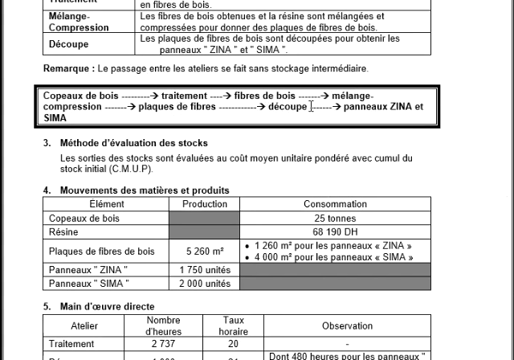 en fibres de bois.
Mélange-Compression
Les fibres de bois obtenues et la résine sont mélangées et
compressées pour donner des plaques de fibres de bois.
Découpe
Les plaques de fibres de bois sont découpées pour obtenir les
panneaux " ZINA " et " SIMA ".
Remarque : Le passage entre les ateliers se fait sans stockage intermédiaire.
Copeaux de bois ---------→ traitement ----→ fibres de bois -------→ mélange-
compression -------→ plaques de fibres ------------→ découpe -------→ panneaux ZINA et
SIMA
3. Méthode d'évaluation des stocks
Les sorties des stocks sont évaluées au coût moyen unitaire pondéré avec cumul du
stock initial (C.M.U.P).
4. Mouvements des matières et produits
Élément Production Consommation
Copeaux de bois 25 tonnes
Résine 68 190 DH
Plaques de fibres de bois 5 260 m² • 1 260 m² pour les panneaux « ZINA »
• 4 000 m² pour les panneaux « SIMA »
Panneaux " ZINA " 1 750 unités
Panneaux " SIMA " 2 000 unités
5. Main d'œuvre directe
Atelier Nombre d'heures Taux horaire Observation
Traitement 2 737 20 -
Dont 480 heures pour les panneaux "